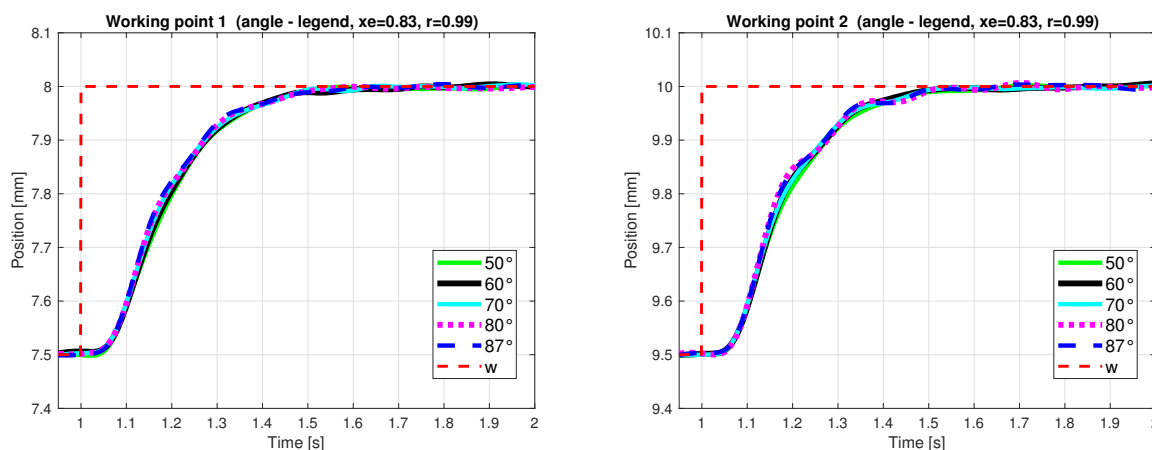 Working point 1 (angle - legend, xe=0.83, r=0.99)
8.1
8
7.9
7.8
7.7
7.6
7.5
7.4
Position [mm]
1 1.1 1.2 1.3 1.4 1.5 1.6 1.7 1.8 1.9 2
Time [s]
50°
60°
70°
80°
87°
w
Working point 2 (angle - legend, xe=0.83, r=0.99)
10.1
10
9.9
9.8
9.7
9.6
9.5
9.4
Position [mm]
1 1.1 1.2 1.3 1.4 1.5 1.6 1.7 1.8 1.9
Time [s]
50°
60°
70°
80°
87°
w